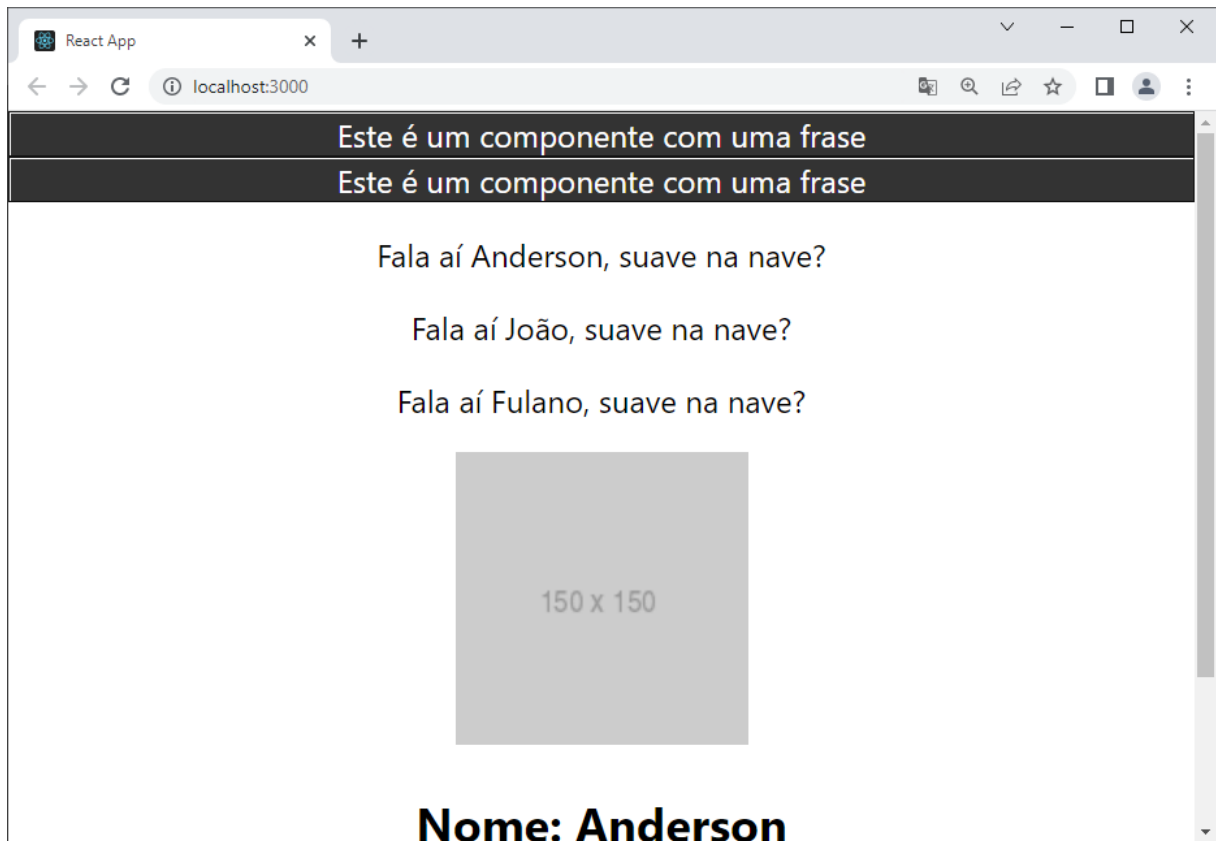 React App
localhost:3000
Este é um componente com uma frase
Este é um componente com uma frase
Fala aí Anderson, suave na nave?
Fala aí João, suave na nave?
Fala aí Fulano, suave na nave?
150 x 150
Nome: Anderson